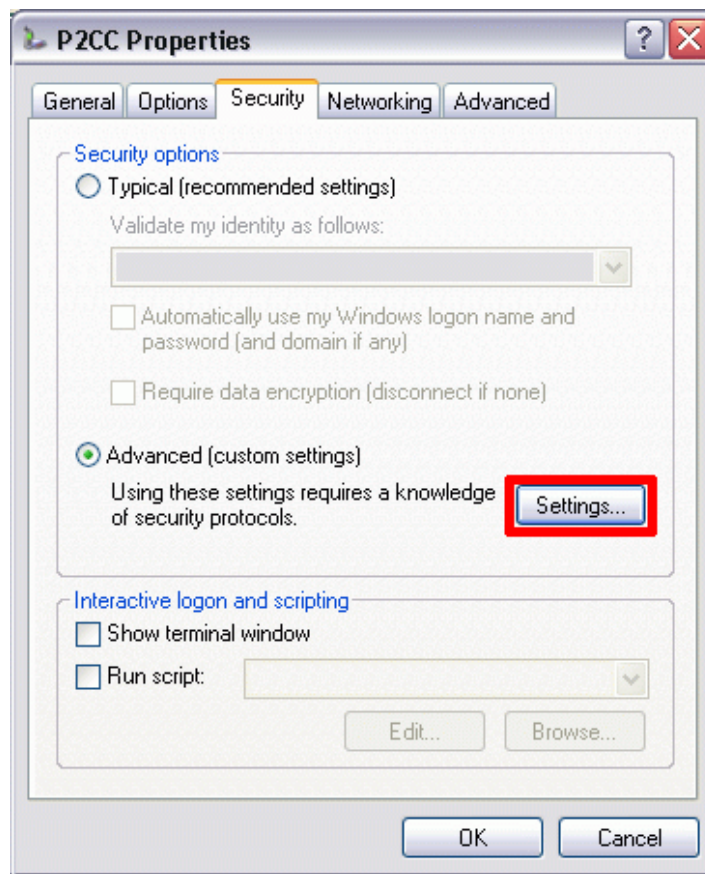 P2CC Properties
?
General Options Security Networking Advanced
Security options
Typical (recommended settings)
Validate my identity as follows:
Automatically use my Windows logon name and
password (and domain if any)
Require data encryption (disconnect if none)
Advanced (custom settings)
Using these settings requires a knowledge
of security protocols.
Settings...
Interactive logon and scripting
Show terminal window
Run script:
Edit... Browse...
OK Cancel